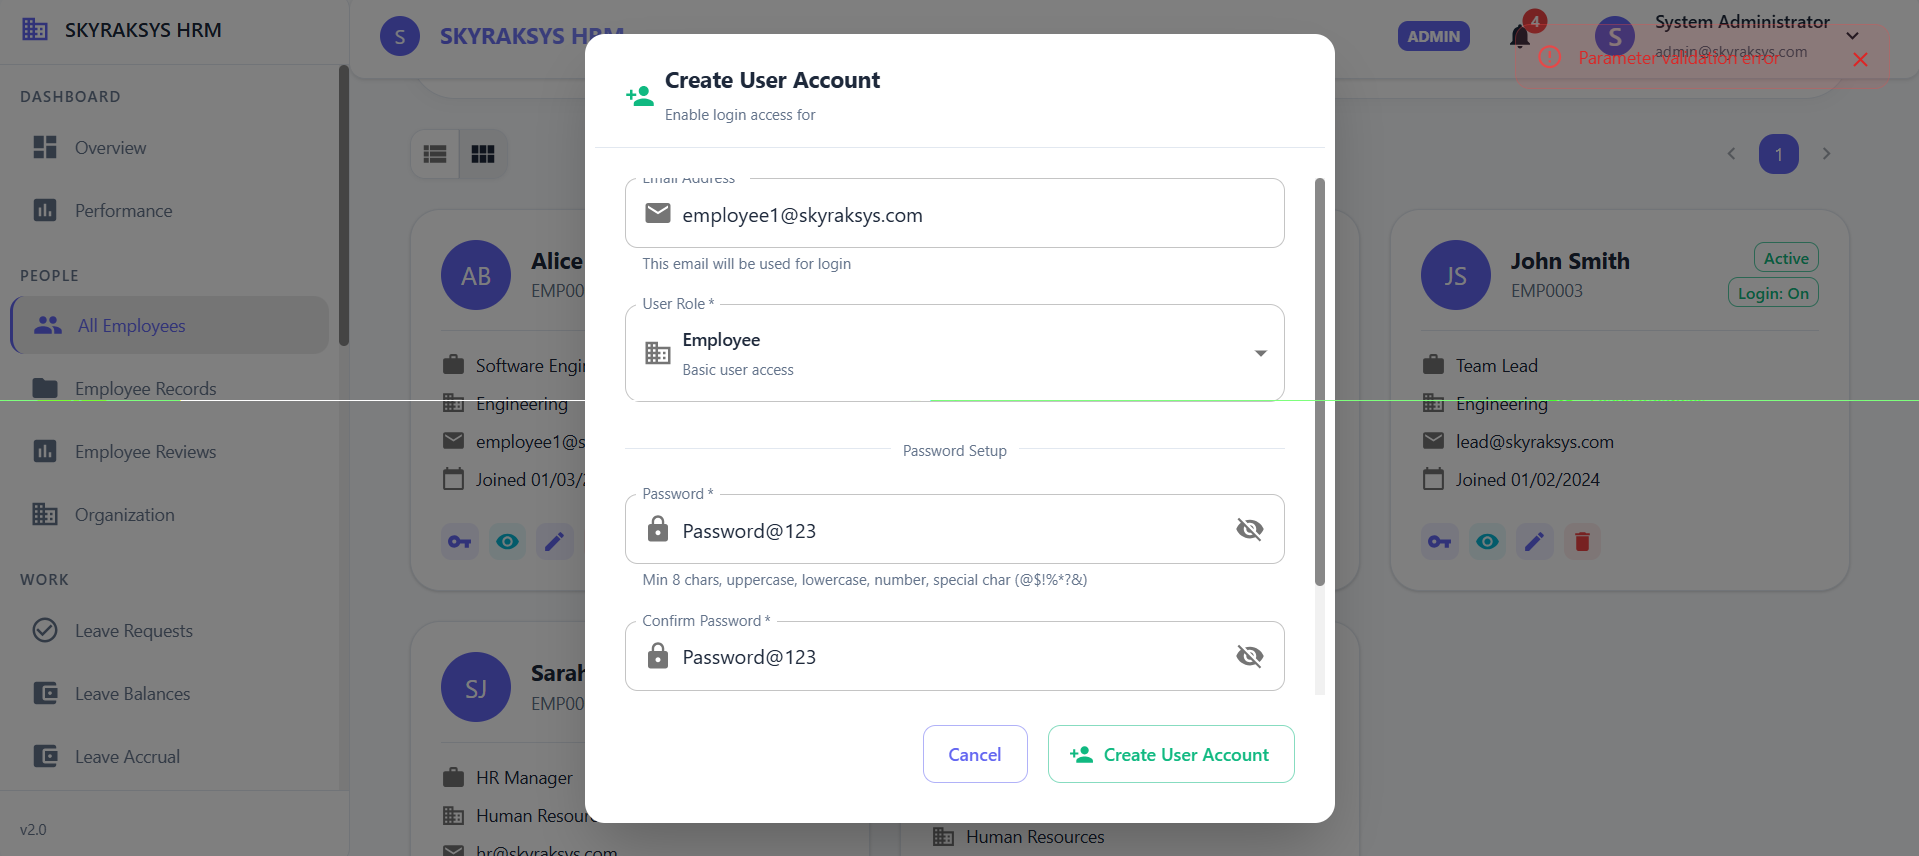 SKYRAKSYS HRM
DASHBOARD
Overview
Performance
PEOPLE
All Employees
Employee Records
Employee Reviews
Organization
WORK
Leave Requests
Leave Balances
Leave Accrual
v2.0
S
SKYRAKSYS HRM
ADMIN
4
S
System Administrator
admin@skyraksys.com
Parameter validation error
1
AB
Alice
EMP00
Software Engi
Engineering
employee1@s
Joined 01/03/
SJ
Sarah
EMP00
HR Manager
Human Resour
hr@skyraksys.com
Human Resources
JS
John Smith
EMP0003
Active
Login: On
Team Lead
Engineering
lead@skyraksys.com
Joined 01/02/2024
Create User Account
Enable login access for
Email Address
employee1@skyraksys.com
This email will be used for login
User Role *
Employee
Basic user access
Password Setup
Password *
Password@123
Min 8 chars, uppercase, lowercase, number, special char (@$!%*?&)
Confirm Password *
Password@123
Cancel
Create User Account